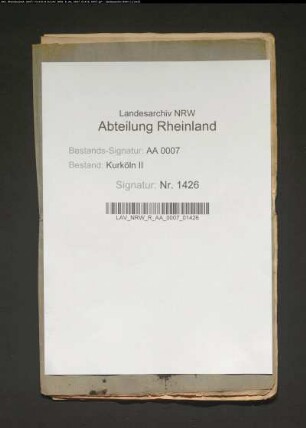 Landesarchiv NRW
Abteilung Rheinland
Bestands-Signatur: AA 0007
Bestand: Kurköln II
Signatur: Nr. 1426
LAV_NRW_R_AA_0007_01426